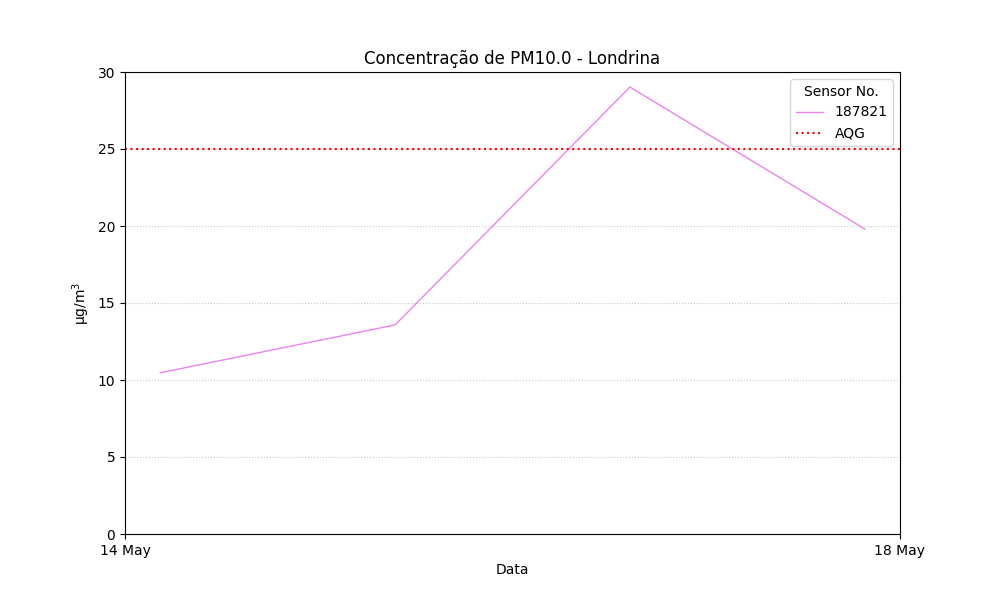 Concentração de PM10.0 - Londrina
Sensor No.
187821
AQG
30
25
20
15
10
5
0
µg/m³
14 May
18 May
Data